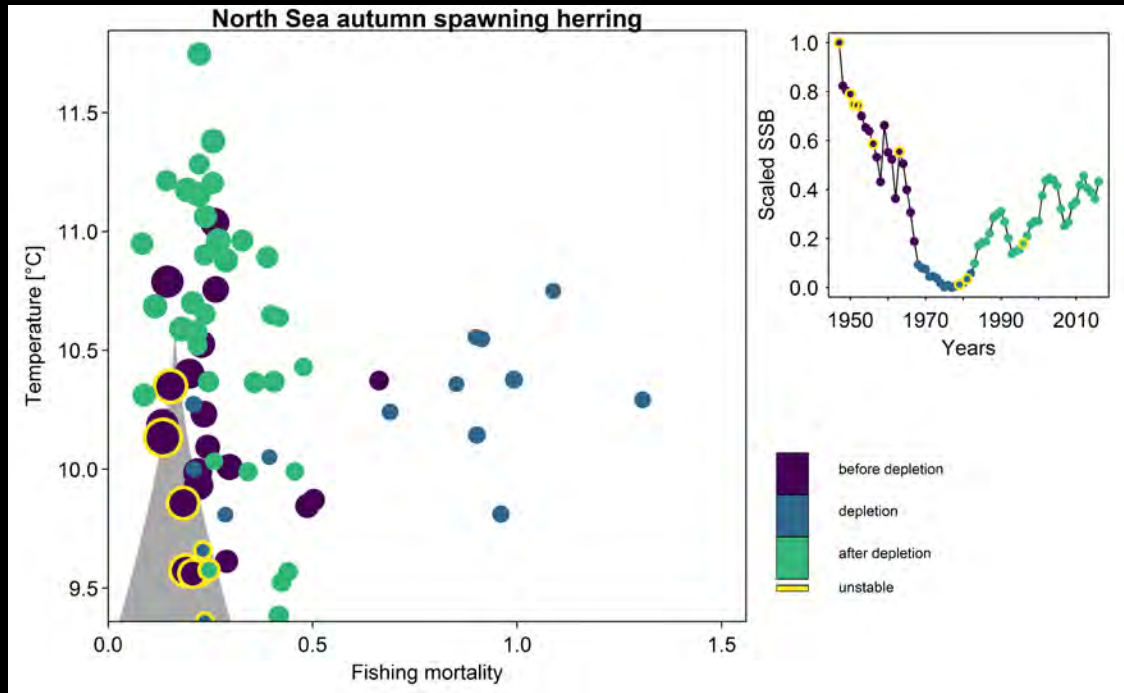 North Sea autumn spawning herring
Temperature [°C]
11.5
11.0
10.5
10.0
9.5
0.0 0.5 1.0 1.5
Fishing mortality
Scaled SSB
1.0
0.8
0.6
0.4
0.2
0.0
1950 1970 1990 2010
Years
before depletion
depletion
after depletion
unstable